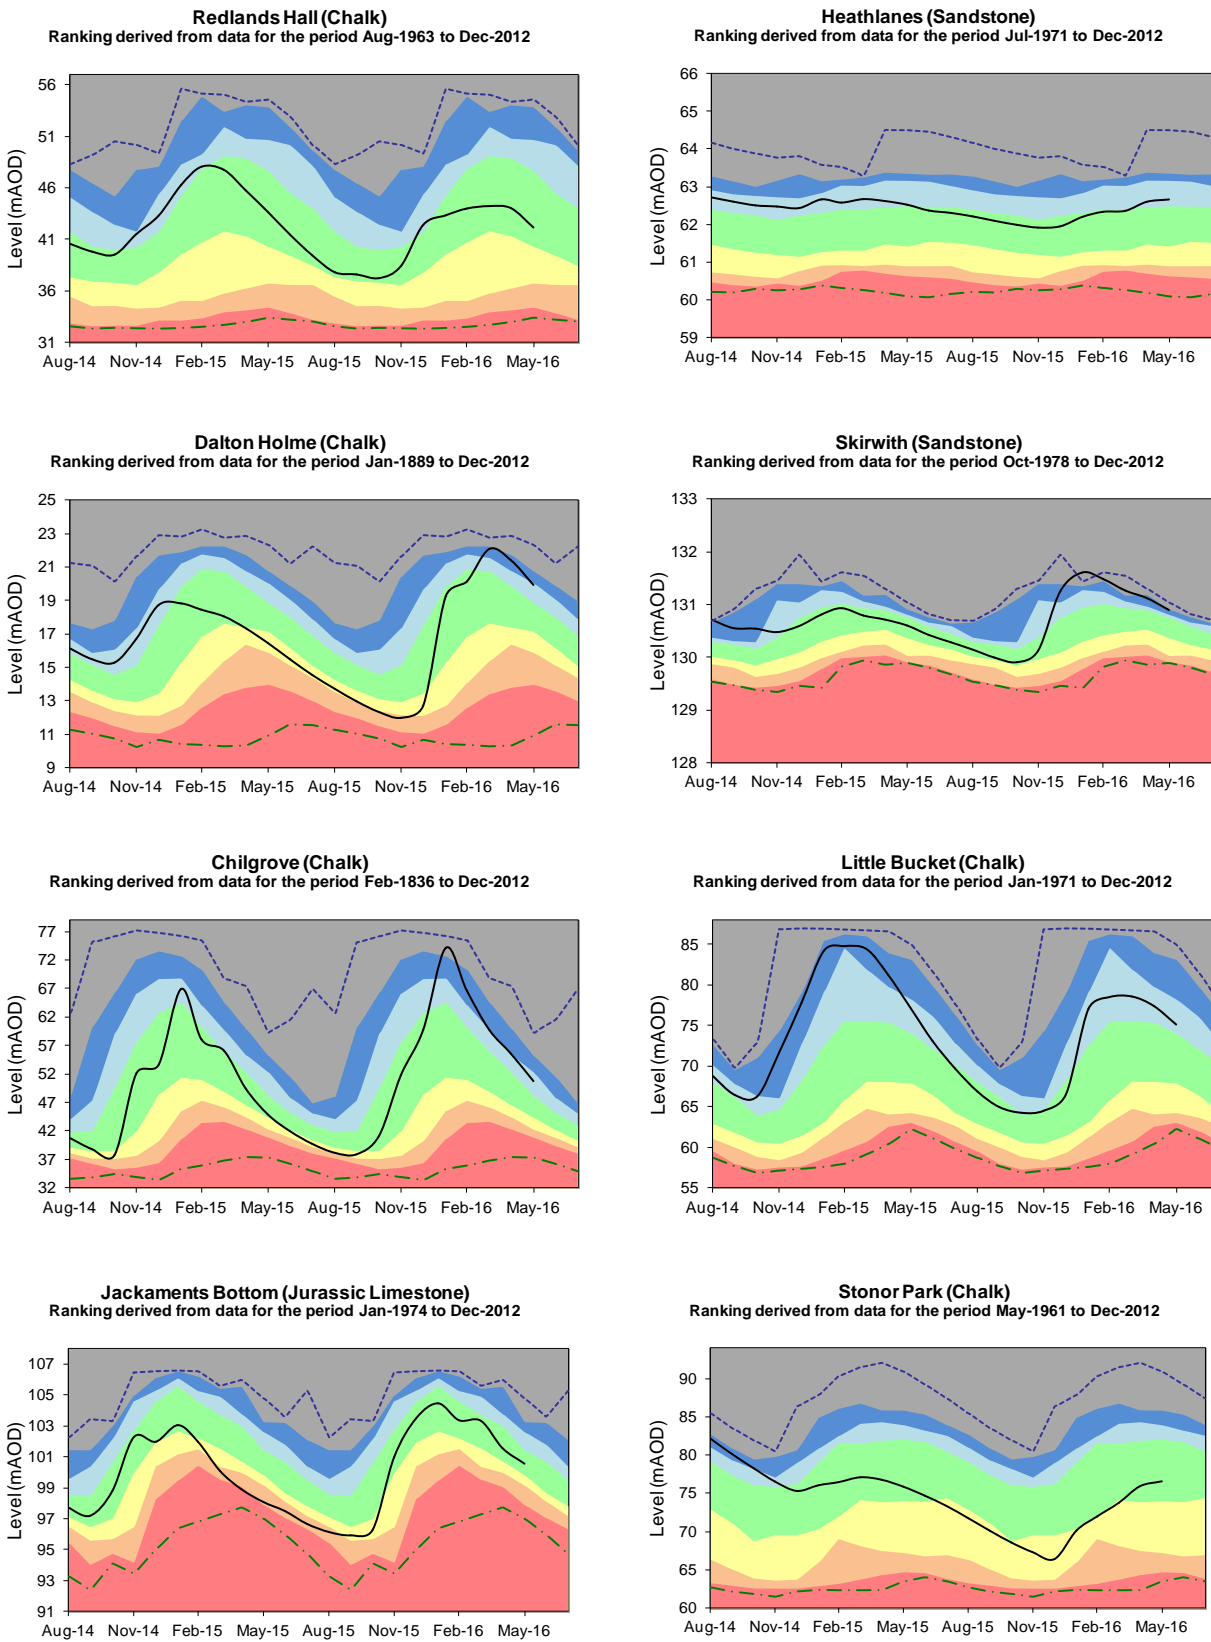 Redlands Hall (Chalk)
Ranking derived from data for the period Aug-1963 to Dec-2012
Level (mAOD)
56
51
46
41
36
31
Aug-14 Nov-14 Feb-15 May-15 Aug-15 Nov-15 Feb-16 May-16
Heathlanes (Sandstone)
Ranking derived from data for the period Jul-1971 to Dec-2012
Level (mAOD)
66
65
64
63
62
61
60
59
Aug-14 Nov-14 Feb-15 May-15 Aug-15 Nov-15 Feb-16 May-16
Dalton Holme (Chalk)
Ranking derived from data for the period Jan-1889 to Dec-2012
Level (mAOD)
25
23
21
19
17
15
13
11
9
Aug-14 Nov-14 Feb-15 May-15 Aug-15 Nov-15 Feb-16 May-16
Skirwith (Sandstone)
Ranking derived from data for the period Oct-1978 to Dec-2012
Level (mAOD)
133
132
131
130
129
128
Aug-14 Nov-14 Feb-15 May-15 Aug-15 Nov-15 Feb-16 May-16
Chilgrove (Chalk)
Ranking derived from data for the period Feb-1836 to Dec-2012
Level (mAOD)
77
72
67
62
57
52
47
42
37
32
Aug-14 Nov-14 Feb-15 May-15 Aug-15 Nov-15 Feb-16 May-16
Little Bucket (Chalk)
Ranking derived from data for the period Jan-1971 to Dec-2012
Level (mAOD)
85
80
75
70
65
60
55
Aug-14 Nov-14 Feb-15 May-15 Aug-15 Nov-15 Feb-16 May-16
Jackaments Bottom (Jurassic Limestone)
Ranking derived from data for the period Jan-1974 to Dec-2012
Level (mAOD)
107
105
103
101
99
97
95
93
91
Aug-14 Nov-14 Feb-15 May-15 Aug-15 Nov-15 Feb-16 May-16
Stonor Park (Chalk)
Ranking derived from data for the period May-1961 to Dec-2012
Level (mAOD)
90
85
80
75
70
65
60
Aug-14 Nov-14 Feb-15 May-15 Aug-15 Nov-15 Feb-16 May-16